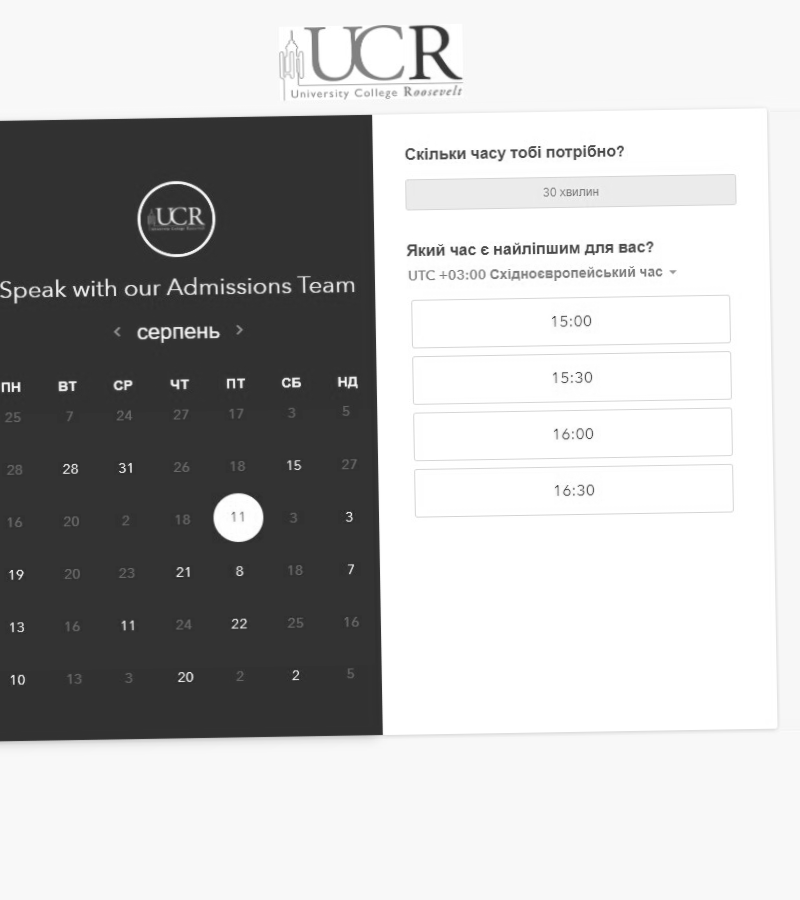 UCR
University College Roosevelt
UCR
Speak with our Admissions Team
серпень
ПН ВТ СР ЧТ ПТ СБ НД
25 7 24 27 17 3 5
28 28 31 26 18 15 27
16 20 2 18 11 3 3
19 20 23 21 8 18 7
13 16 11 24 22 25 16
10 13 3 20 2 2 5
Скільки часу тобі потрібно?
30 хвилин
Який час є найліпшим для вас?
UTC +03:00 Східноєвропейський час
15:00
15:30
16:00
16:30